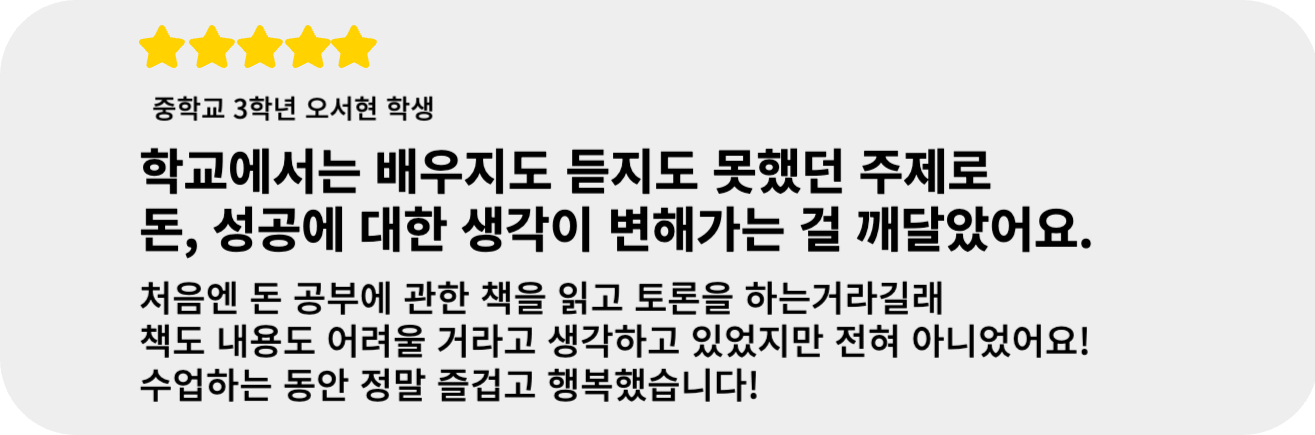 중학교 3학년 오서현 학생
학교에서는 배우지도 듣지도 못했던 주제로
돈, 성공에 대한 생각이 변해가는 걸 깨달았어요.
처음엔 돈 공부에 관한 책을 읽고 토론을 하는거라길래
책도 내용도 어려울 거라고 생각하고 있었지만 전혀 아니었어요!
수업하는 동안 정말 즐겁고 행복했습니다!